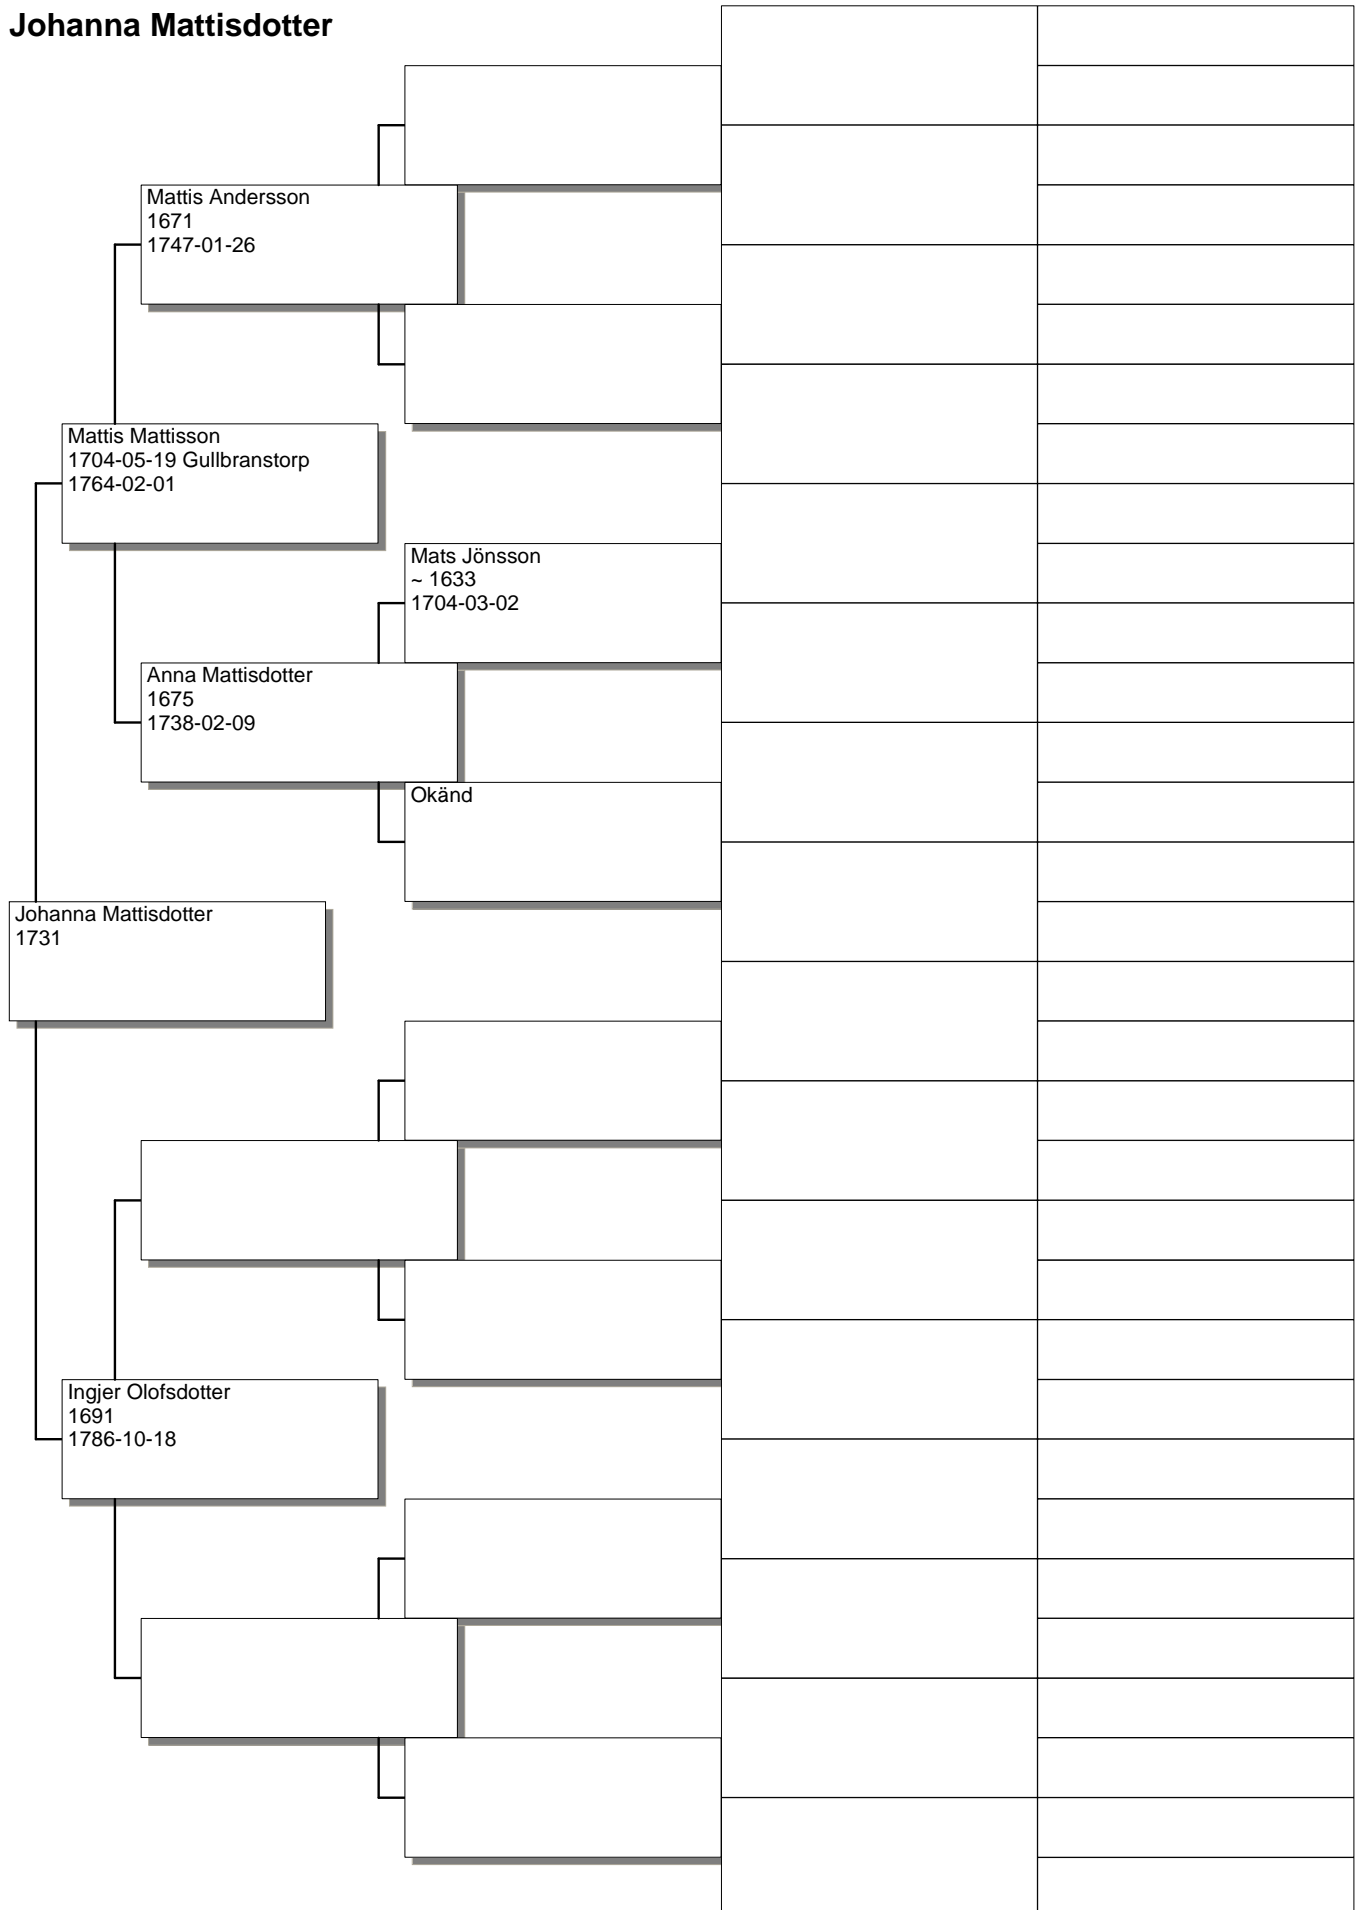 Johanna Mattisdotter
Mattis Andersson
1671
1747-01-26
Mattis Mattisson
1704-05-19 Gullbranstorp
1764-02-01
Mats Jönsson
~ 1633
1704-03-02
Anna Mattisdotter
1675
1738-02-09
Okänd
Johanna Mattisdotter
1731
Ingjer Olofsdotter
1691
1786-10-18